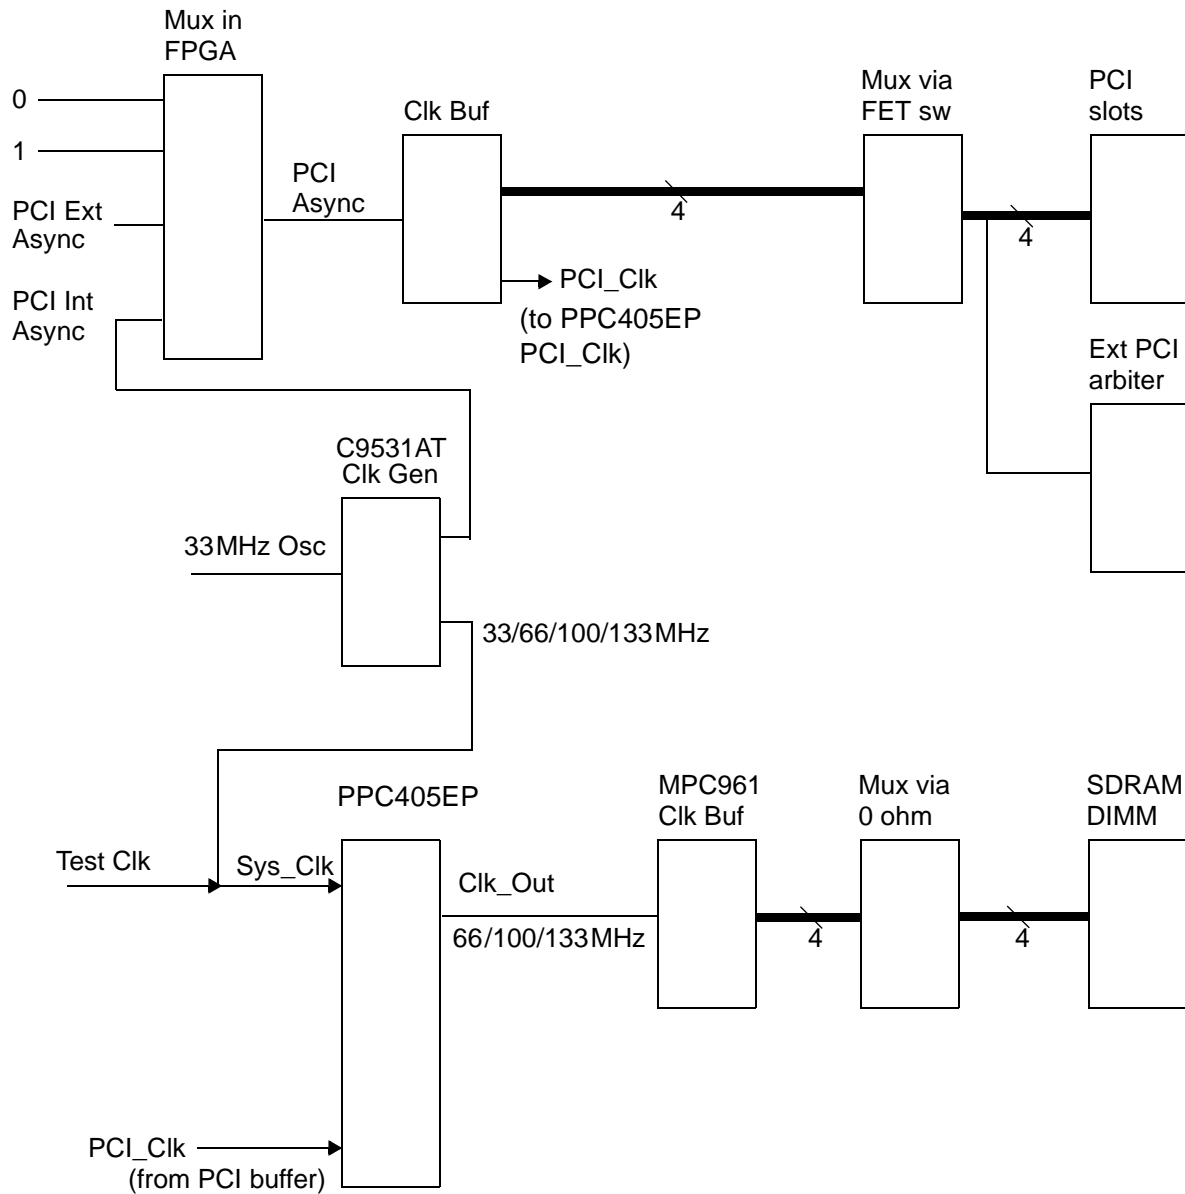 Mux in
FPGA
0
1
PCI Ext
Async
PCI Int
Async
PCI
Async
Clk Buf
4
PCI_Clk
(to PPC405EP
PCI_Clk)
Mux via
FET sw
4
PCI
slots
Ext PCI
arbiter
C9531AT
Clk Gen
33MHz Osc
33/66/100/133MHz
PPC405EP
Test Clk
Sys_Clk
Clk_Out
66/100/133MHz
MPC961
Clk Buf
4
Mux via
0 ohm
4
SDRAM
DIMM
PCI_Clk
(from PCI buffer)